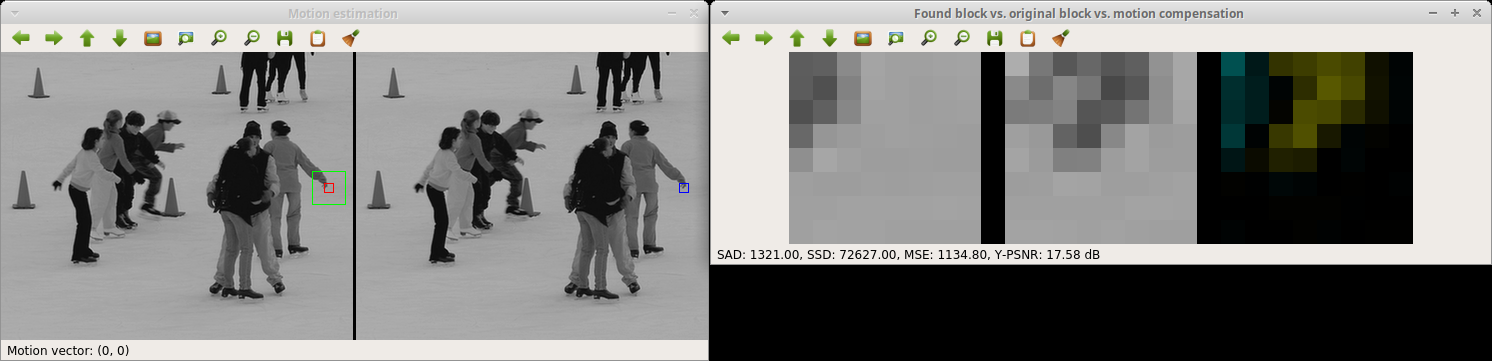 Motion estimation
Motion vector: (0, 0)
Found block vs. original block vs. motion compensation
SAD: 1321.00, SSD: 72627.00, MSE: 1134.80, Y-PSNR: 17.58 dB